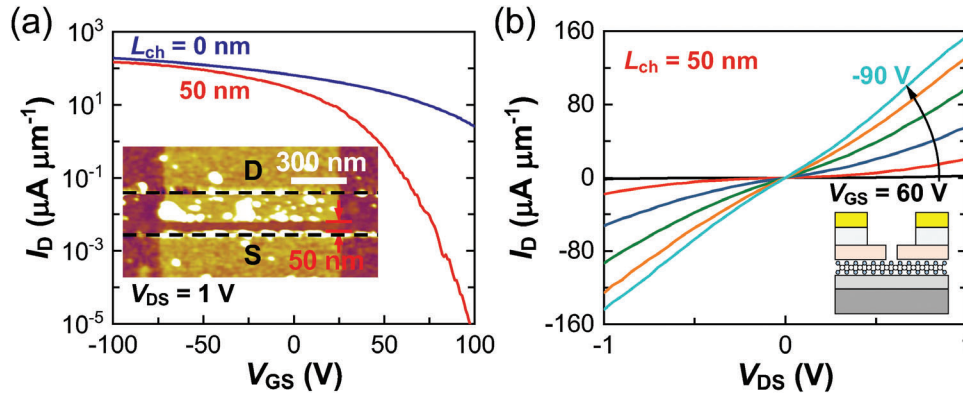 (a)
10³
10¹
10⁻¹
10⁻³
10⁻⁵
I_D (µA µm⁻¹)
L_ch = 0 nm
50 nm
D
300 nm
S
50 nm
V_DS = 1 V
-100
-50
0
50
100
V_GS (V)
(b)
160
80
0
-80
-160
I_D (µA µm⁻¹)
L_ch = 50 nm
-90 V
V_GS = 60 V
-1
0
V_DS (V)